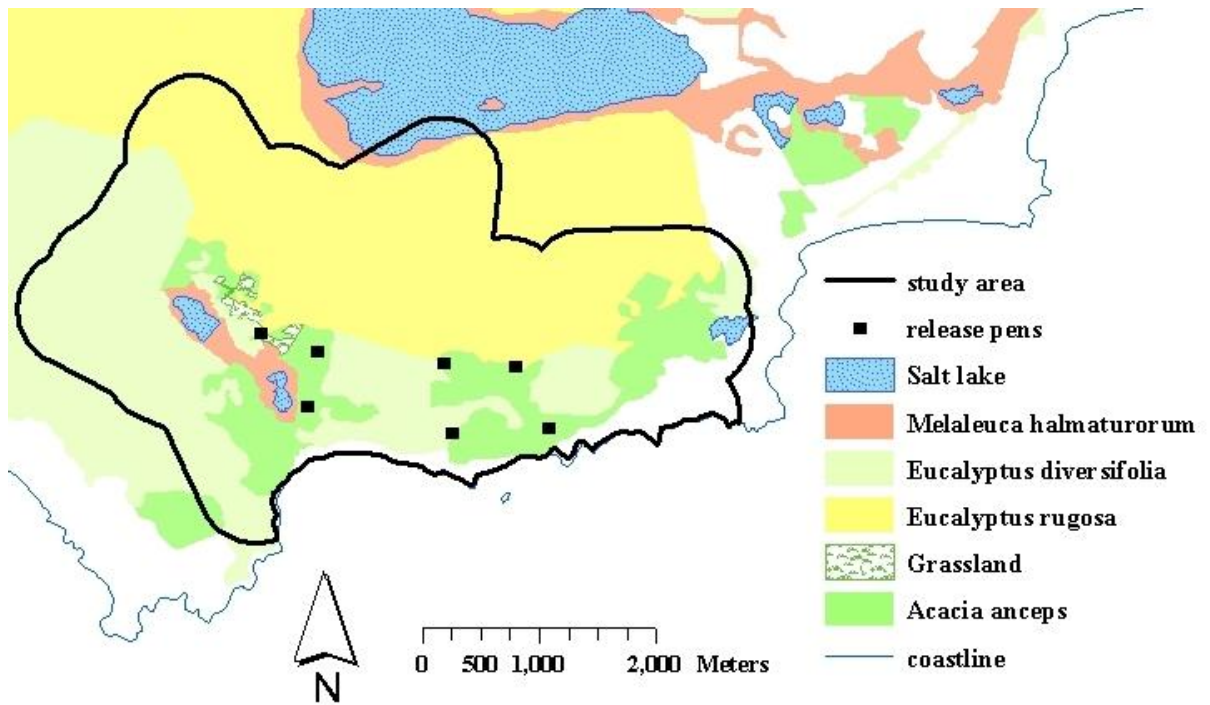 study area
release pens
Salt lake
Melaleuca halmaturorum
Eucalyptus diversifolia
Eucalyptus rugosa
Grassland
Acacia anceps
coastline
N
0 500 1,000 2,000 Meters